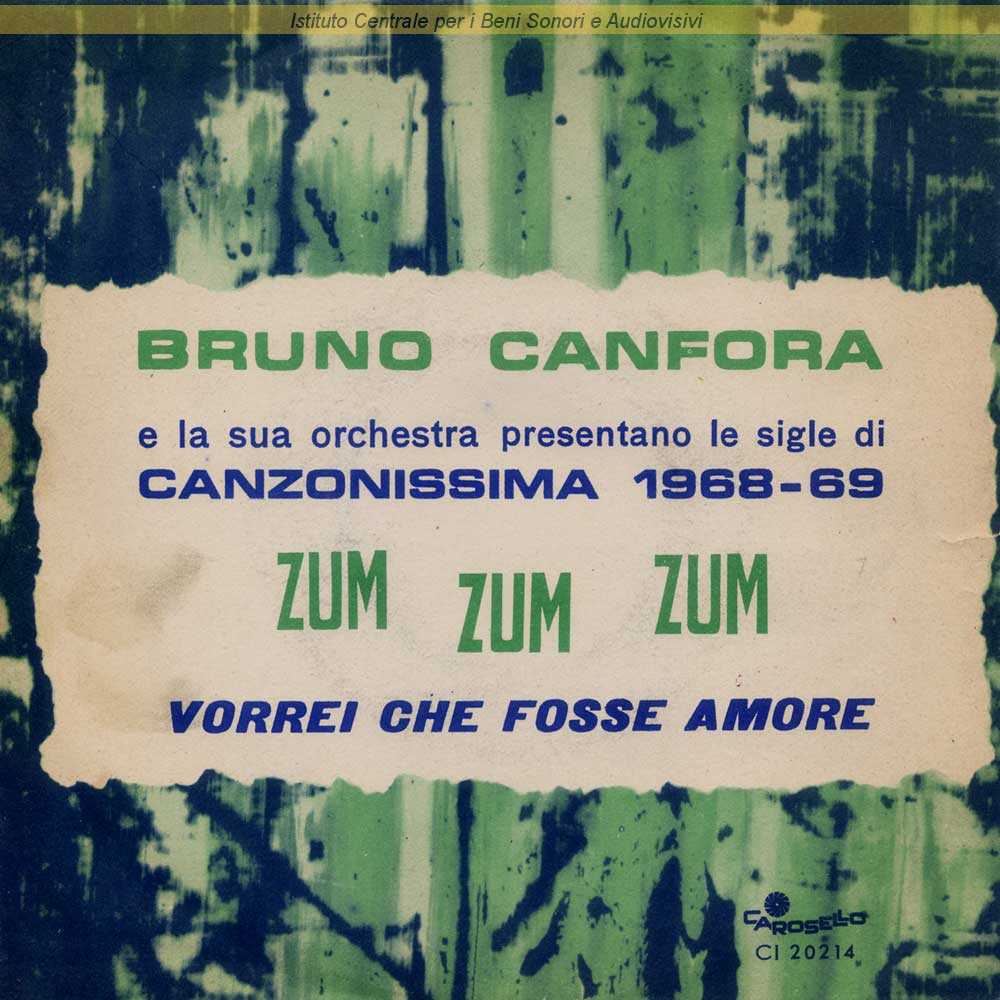 Istituto Centrale per i Beni Sonori e Audiovisivi
BRUNO CANFORA
e la sua orchestra presentano le sigle di
CANZONISSIMA 1968-69
ZUM ZUM ZUM
VORREI CHE FOSSE AMORE
CAROSELLO
CI 20214